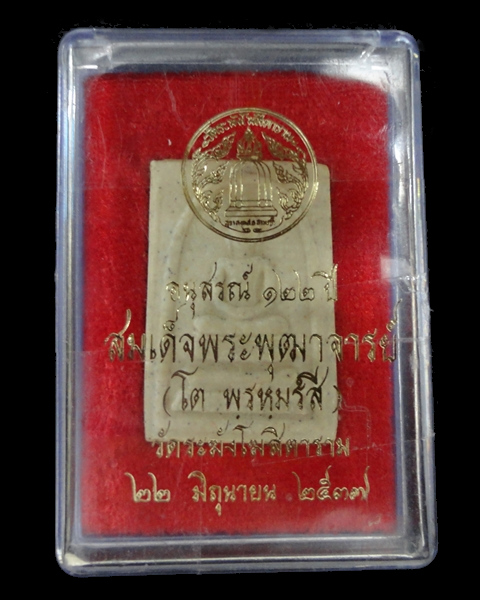 อนุสรณ์ ๑๒๒ ปี
สมเด็จพระพุฒาจารย์
(โต พฺรหฺมรํสี)
วัดระฆังโฆสิตาราม
๒๒ มิถุนายน ๒๕๓๗